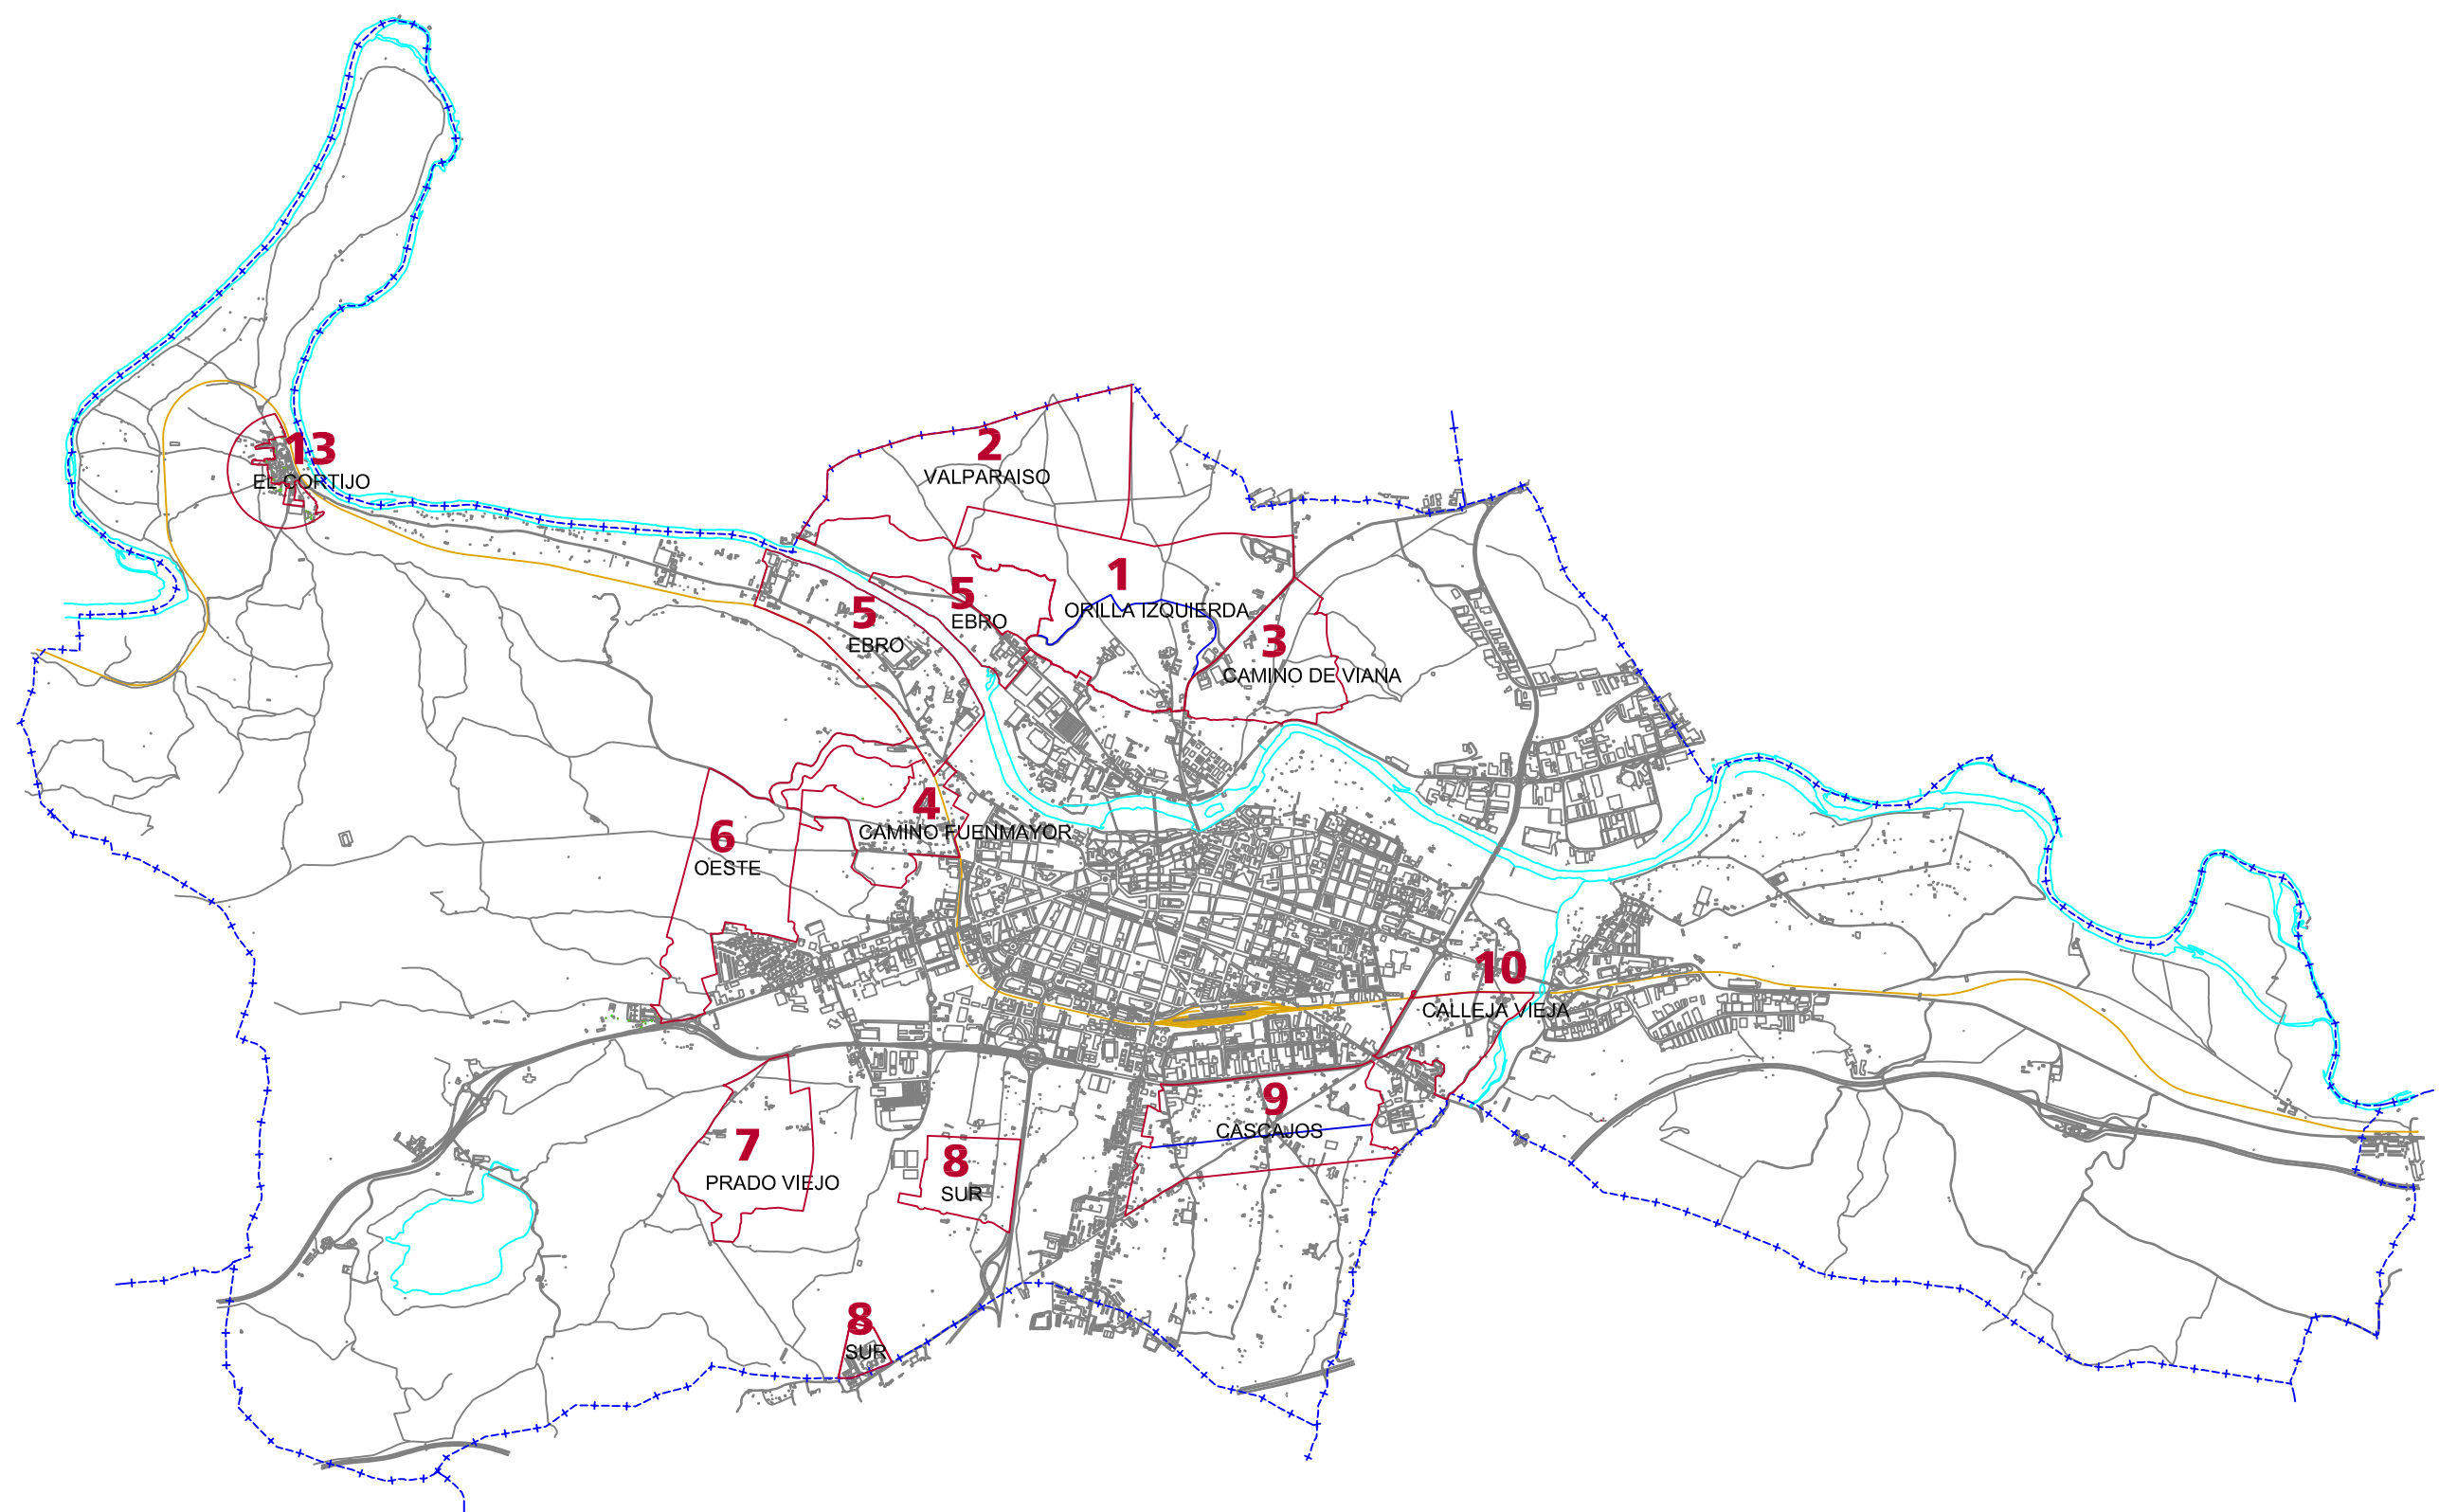 2
VALPARAISO
13
EL CORTIJO
1
ORILLA IZQUIERDA
5
EBRO
5
EBRO
3
CAMINO DE VIANA
4
CAMINO FUENMAYOR
6
OESTE
10
CALLEJA VIEJA
9
CASCAJOS
7
PRADO VIEJO
8
SUR
8
SUR